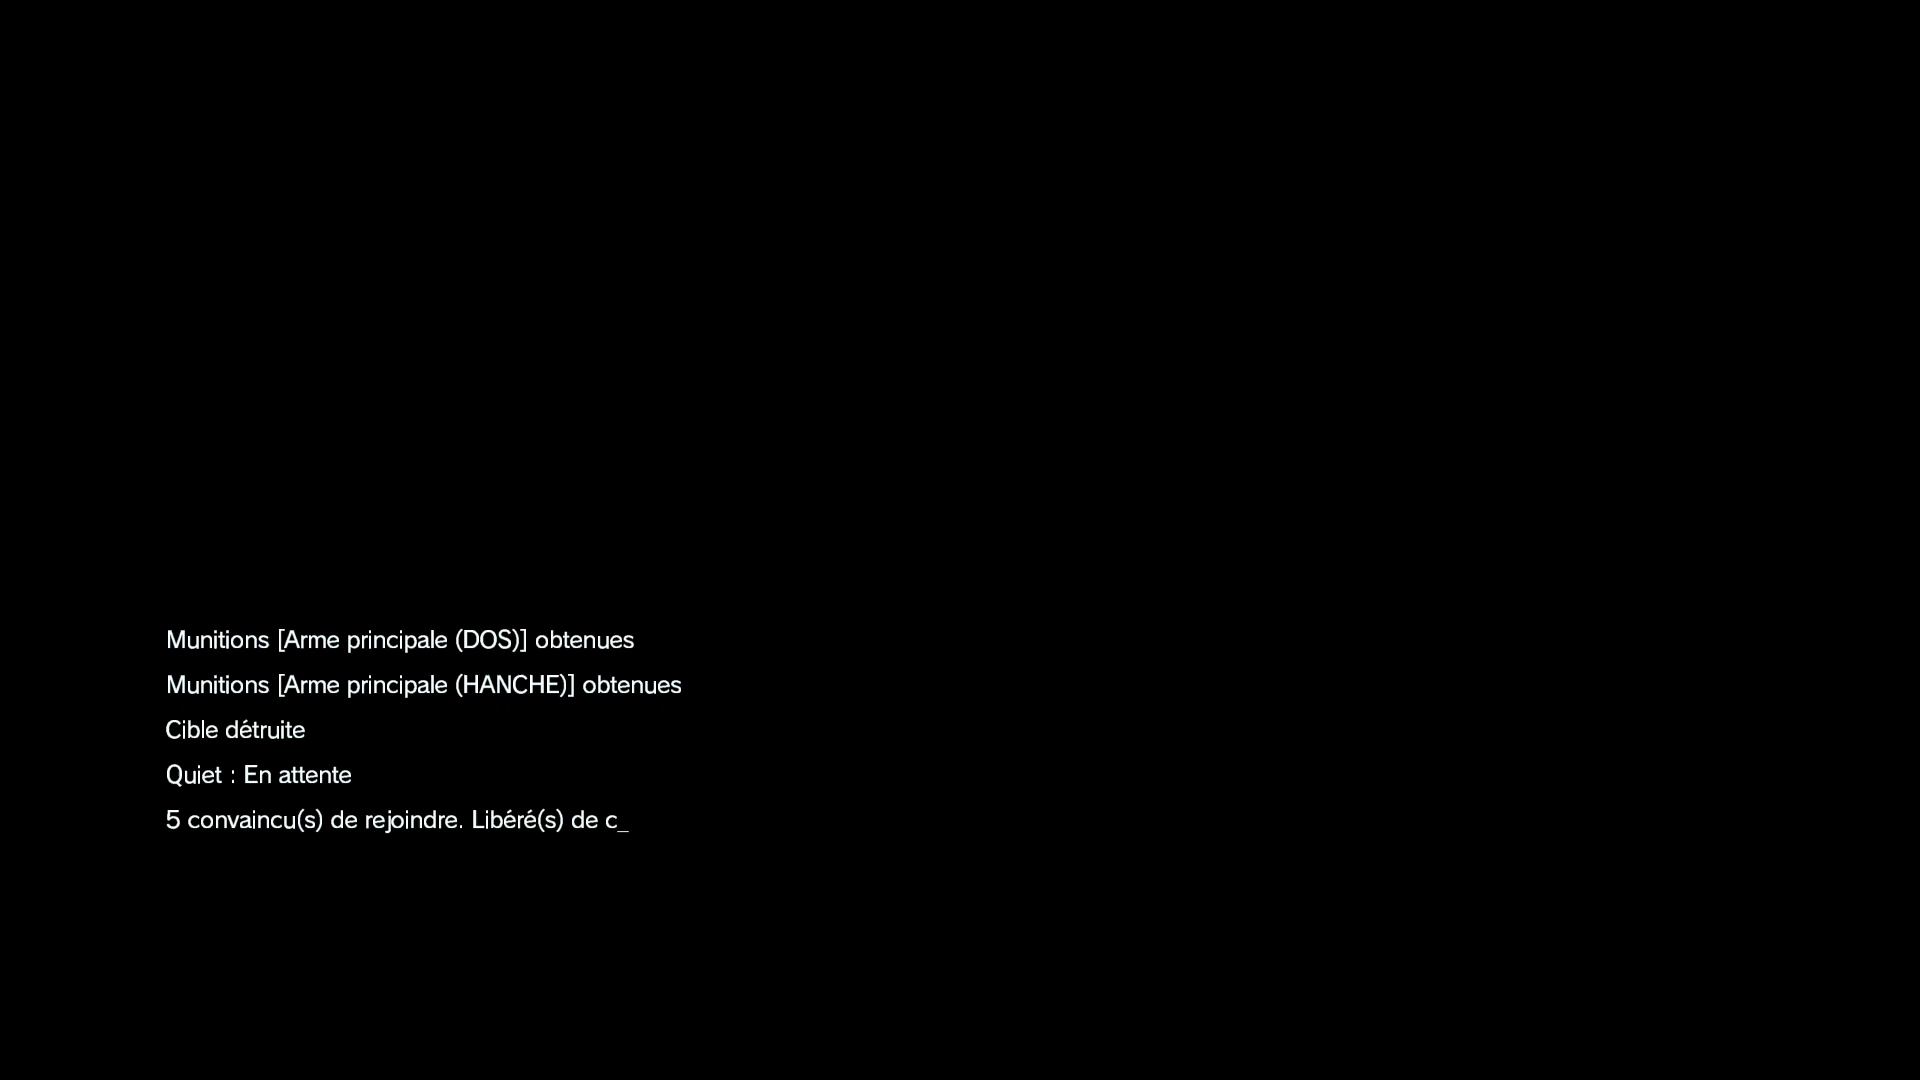 Munitions [Arme principale (DOS)] obtenues
Munitions [Arme principale (HANCHE)] obtenues
Cible détruite
Quiet : En attente
5 convaincu(s) de rejoindre. Libéré(s) de c_